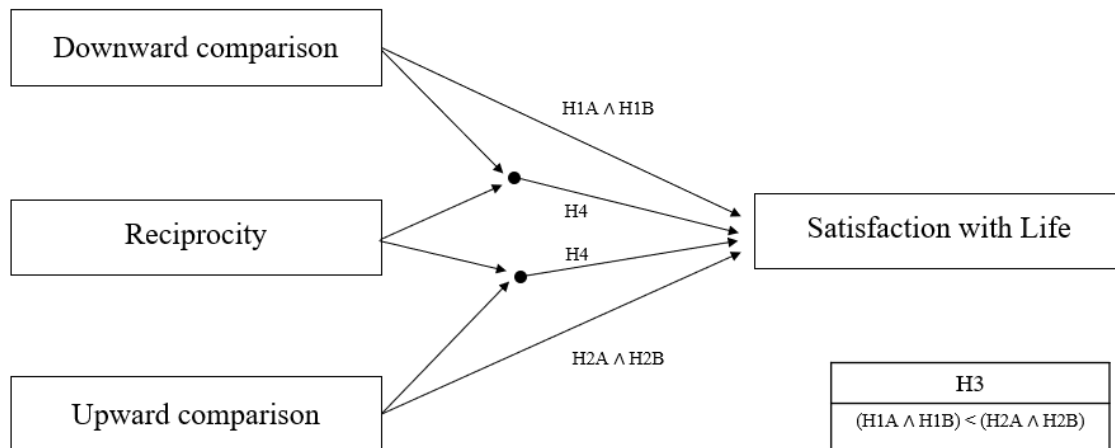 Downward comparison
H1A ∧ H1B
Reciprocity
H4
Satisfaction with Life
H4
H2A ∧ H2B
Upward comparison
H3
(H1A ∧ H1B) < (H2A ∧ H2B)